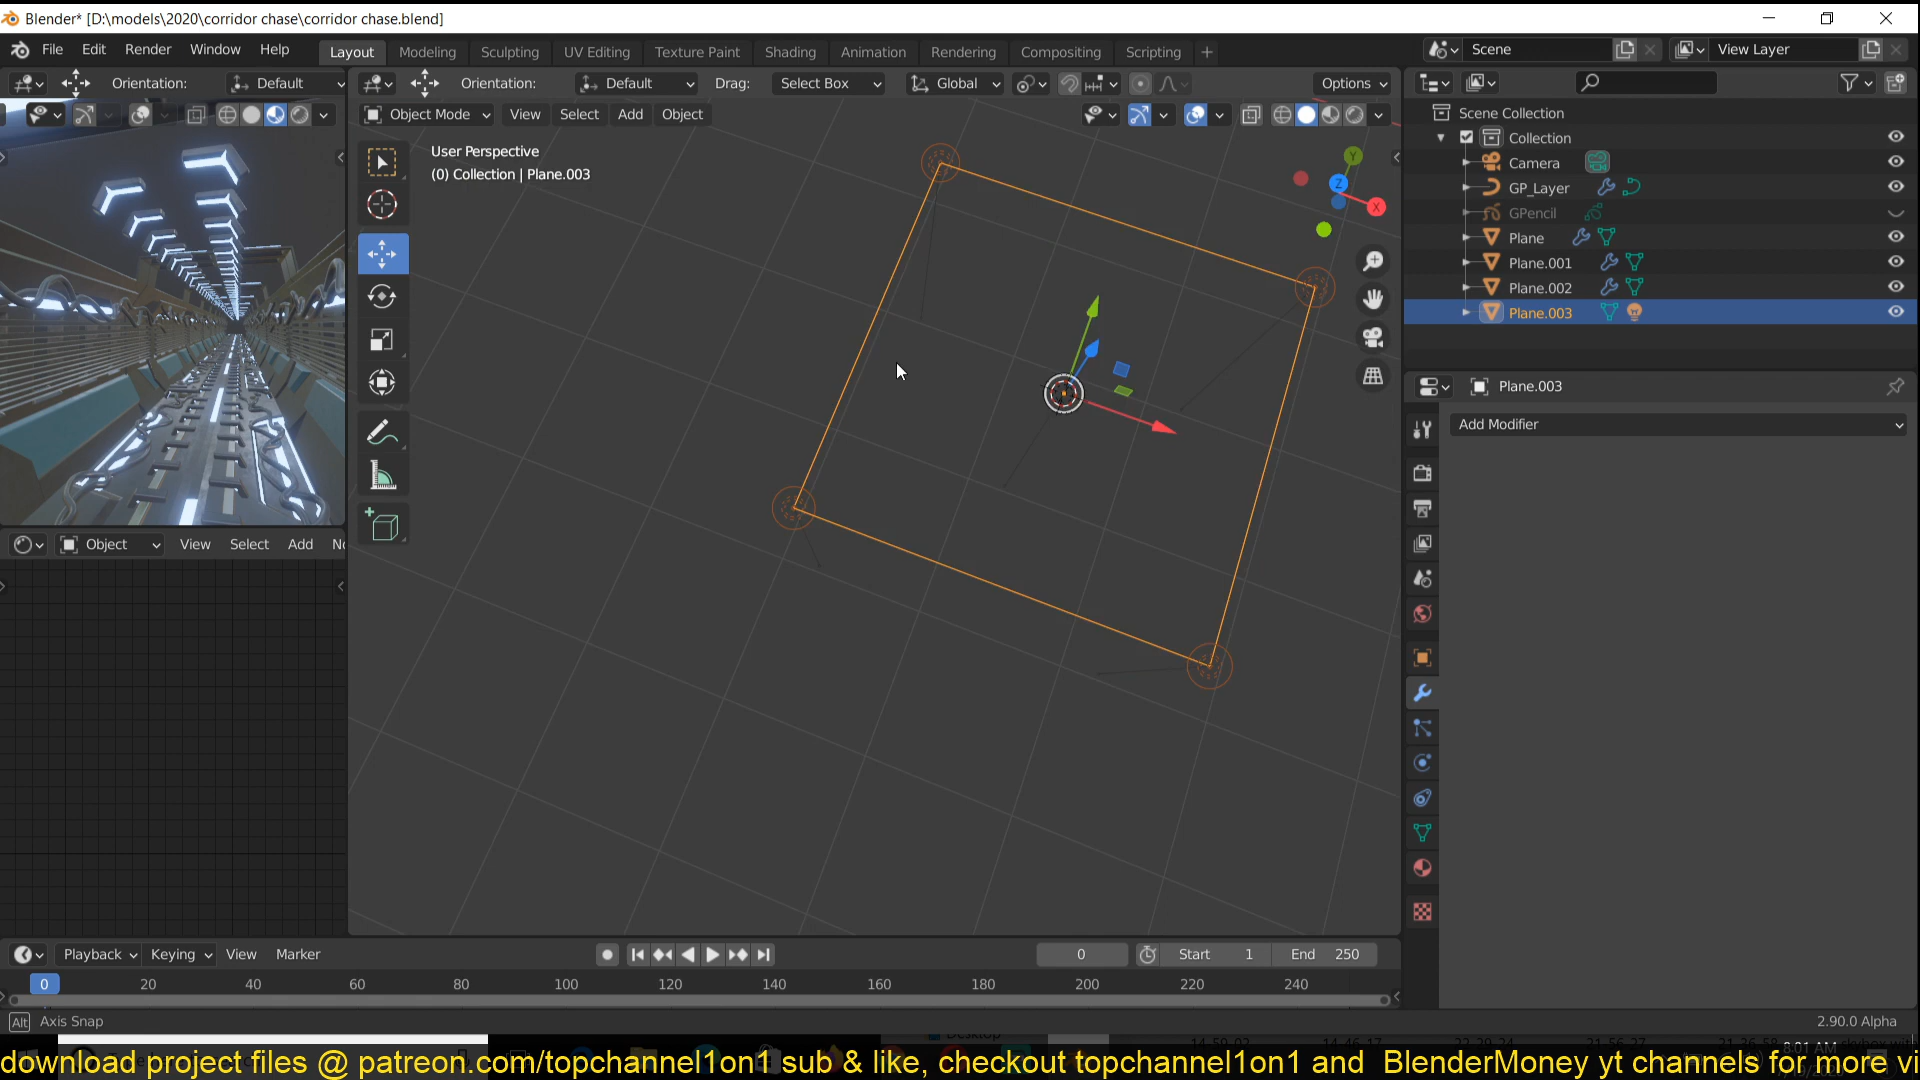 Blender* [D:\models\2020\corridor chase\corridor chase.blend]
File Edit Render Window Help Layout Modeling Sculpting UV Editing Texture Paint Shading Animation Rendering Compositing Scripting + Scene View Layer
Orientation: Default Orientation: Default Drag: Select Box Global Options
Object Mode View Select Add Object
User Perspective
(0) Collection | Plane.003
Y
Z
X
Scene Collection
Collection
Camera
GP_Layer
GPencil
Plane
Plane.001
Plane.002
Plane.003
Plane.003
Add Modifier
Object View Select Add
Playback Keying View Marker 0 Start 1 End 250
0 20 40 60 80 100 120 140 160 180 200 220 240
Alt Axis Snap 2.90.0 Alpha
download project files @ patreon.com/topchannel1on1 sub & like, checkout topchannel1on1 and BlenderMoney yt channels for more vi
8:01 AM